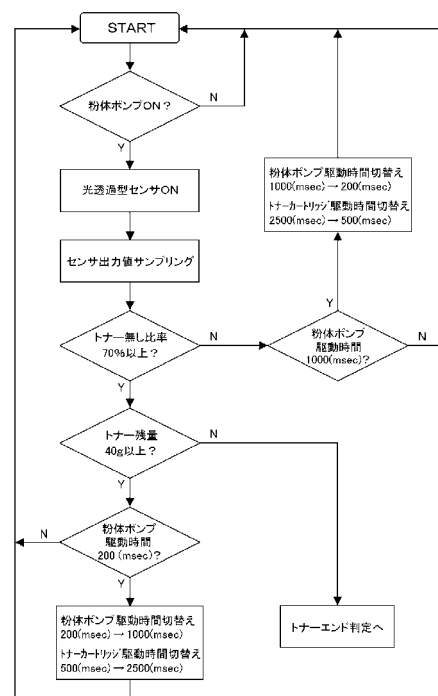 START
粉体ポンプON？
N
Y
光透過型センサON
センサ出力値サンプリング
トナー無し比率
70%以上？
N
Y
粉体ポンプ
駆動時間
1000(msec)？
Y
N
粉体ポンプ駆動時間切替え
1000(msec)→200(msec)
トナーカートリッジ駆動時間切替え
2500(msec)→500(msec)
トナー残量
40g以上？
N
Y
粉体ポンプ
駆動時間
200(msec)？
N
Y
粉体ポンプ駆動時間切替え
200(msec)→1000(msec)
トナーカートリッジ駆動時間切替え
500(msec)→2500(msec)
トナーエンド判定へ